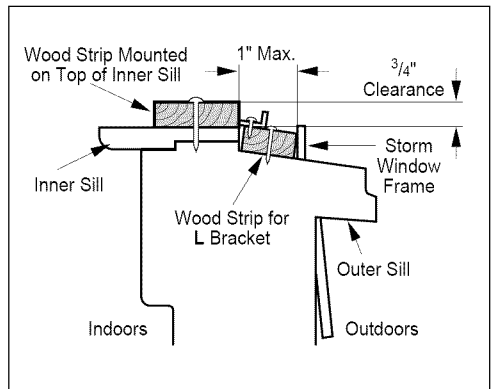 Wood Strip Mounted
on Top of Inner Sill
1" Max.
3/4"
Clearance
Inner Sill
Storm
Window
Frame
Wood Strip for
L Bracket
Outer Sill
Indoors
Outdoors